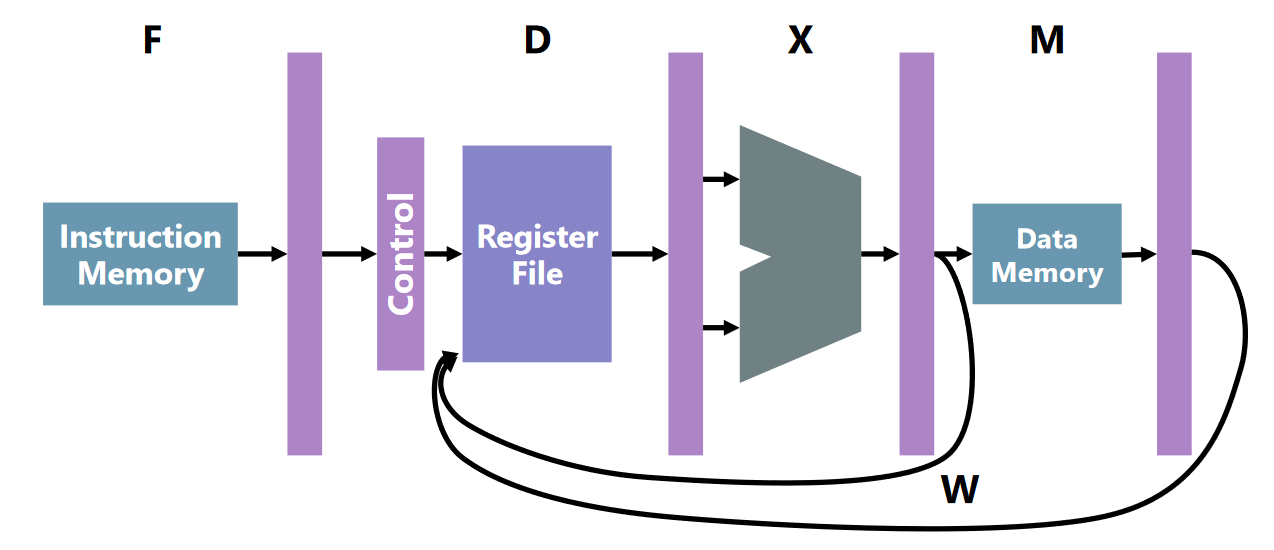 F
D
X
M
Instruction
Memory
Control
Register
File
Data
Memory
W